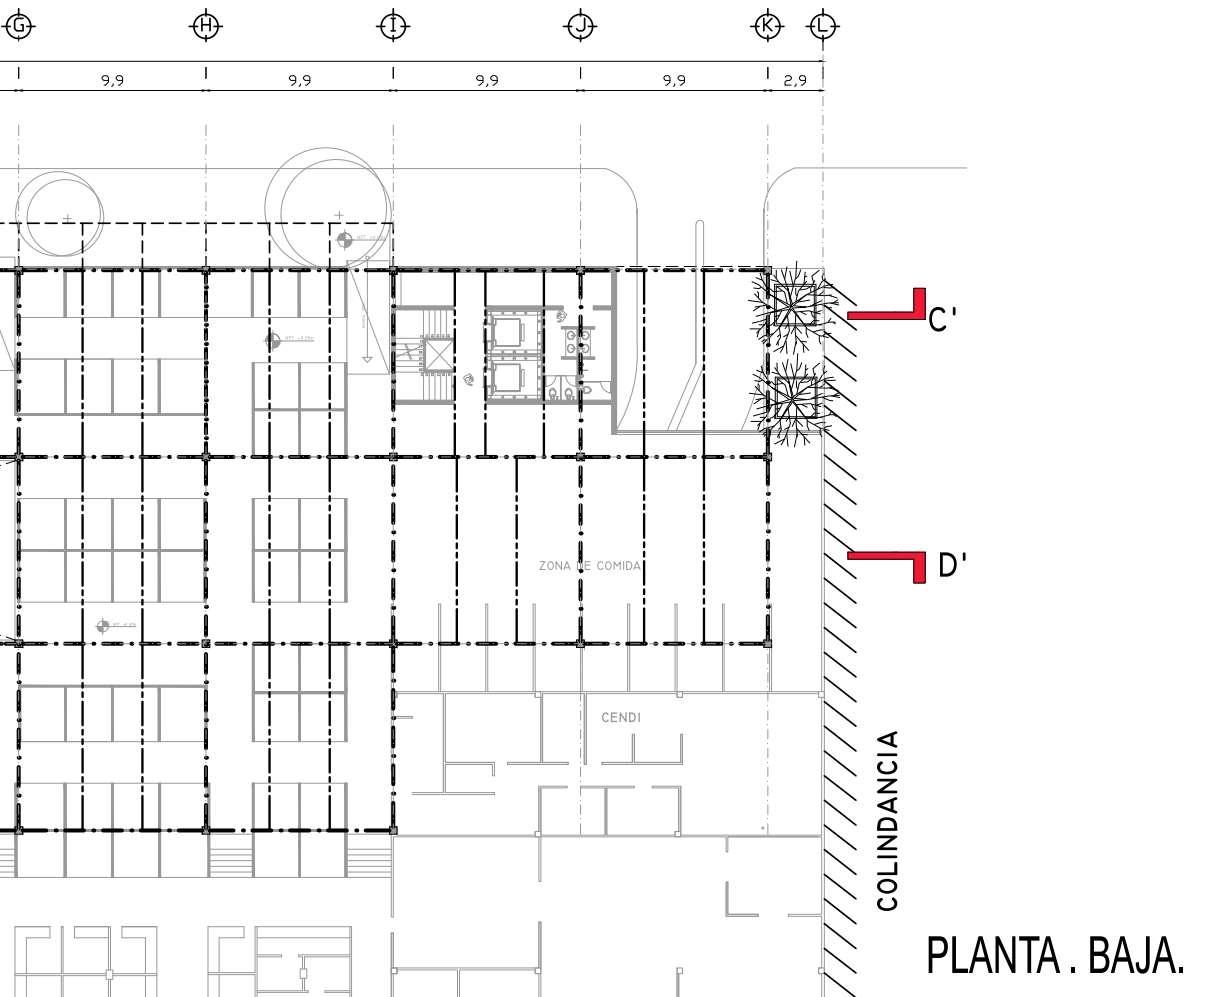 G H I J K L
9,9 9,9 9,9 9,9 2,9
C'
ZONA DE COMIDA
D'
CENDI
COLINDANCIA
PLANTA . BAJA.